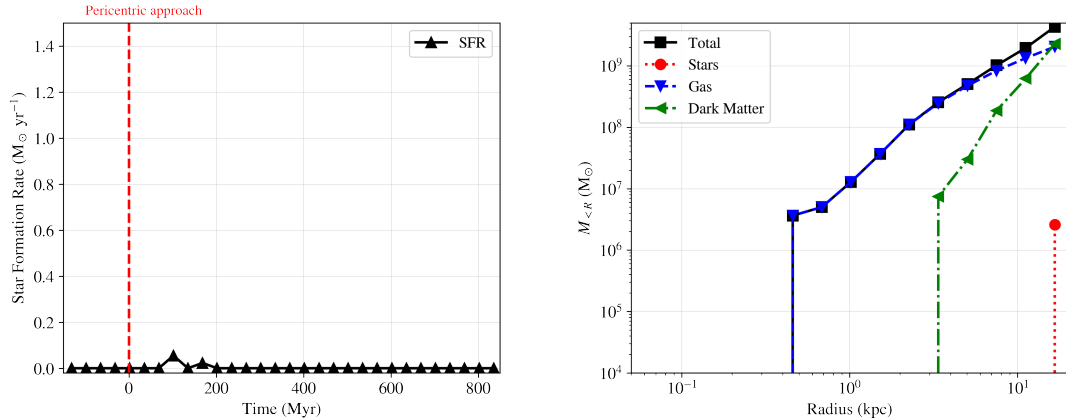 Pericentric approach
SFR
Star Formation Rate (M⊙ yr⁻¹)
1.4
1.2
1.0
0.8
0.6
0.4
0.2
0.0
0
200
400
600
800
Time (Myr)
Total
Stars
Gas
Dark Matter
M<R (M⊙)
10⁹
10⁸
10⁷
10⁶
10⁵
10⁴
10⁻¹
10⁰
10¹
Radius (kpc)